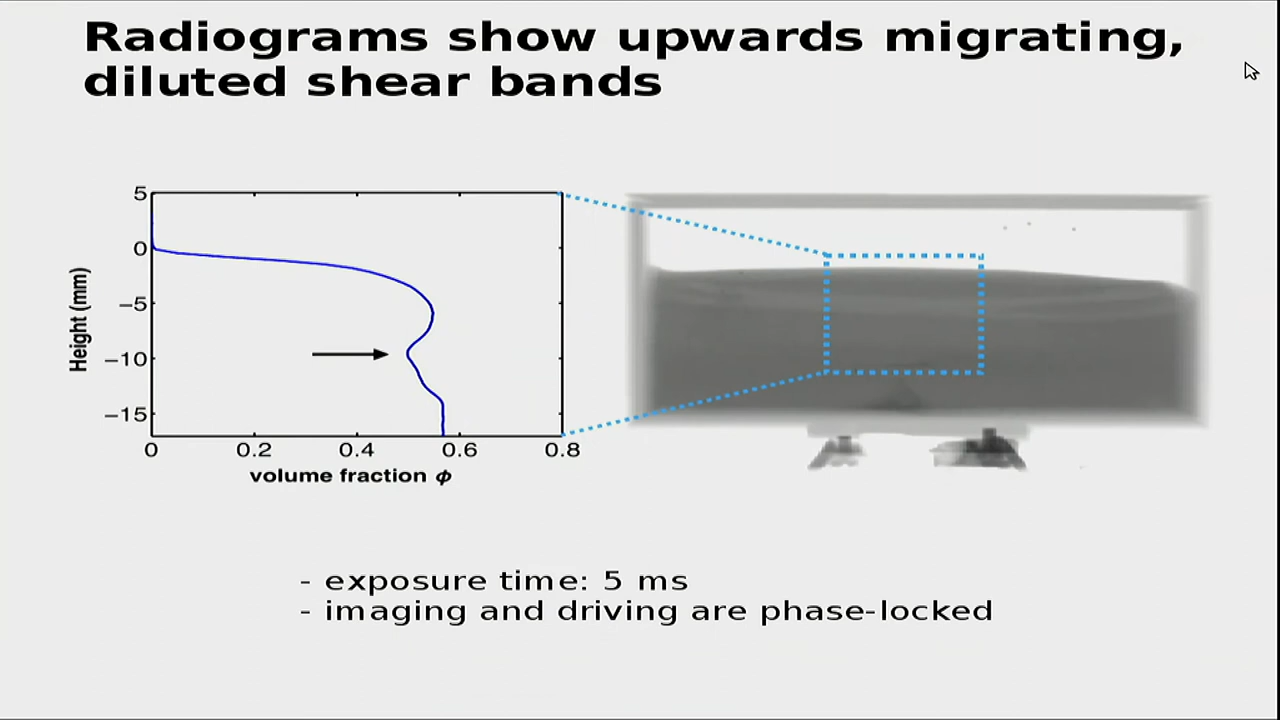 Radiograms show upwards migrating,
diluted shear bands
5
0
−5
−10
−15
Height (mm)
0 0.2 0.4 0.6 0.8
volume fraction ϕ
- exposure time: 5 ms
- imaging and driving are phase-locked